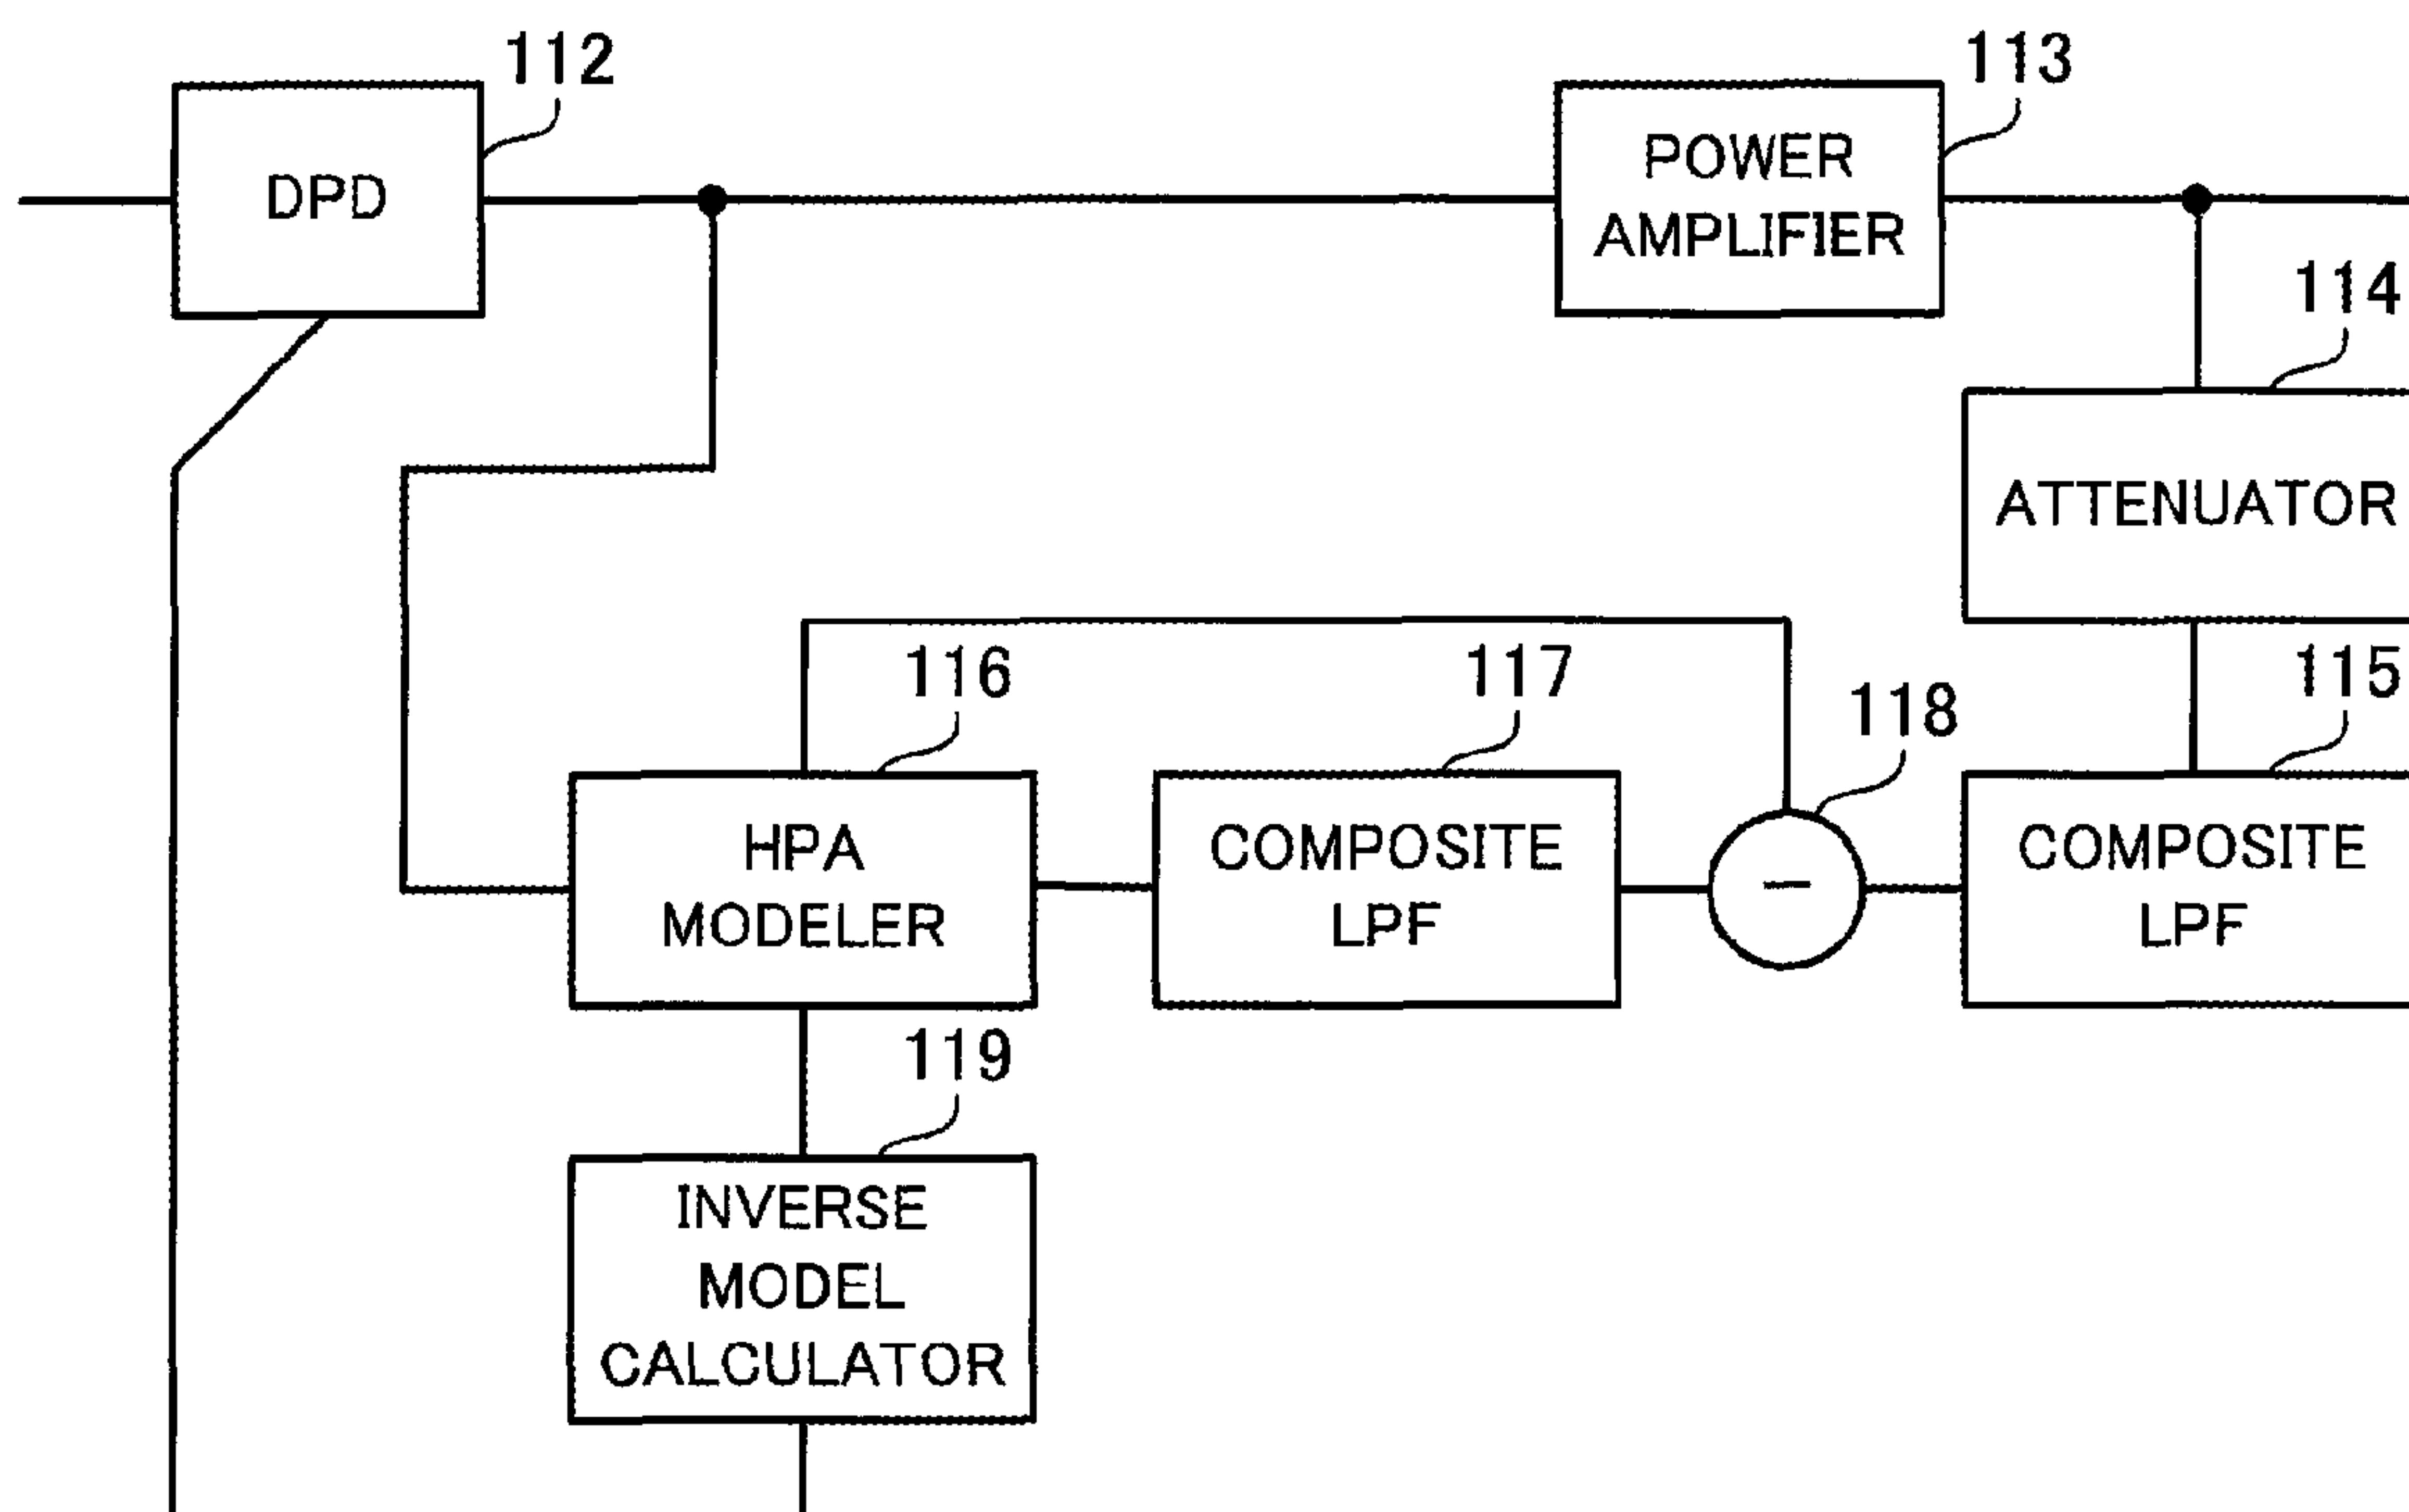 112
DPD
113
POWER
AMPLIFIER
114
ATTENUATOR
116
HPA
MODELER
117
COMPOSITE
LPF
118
−
115
COMPOSITE
LPF
119
INVERSE
MODEL
CALCULATOR